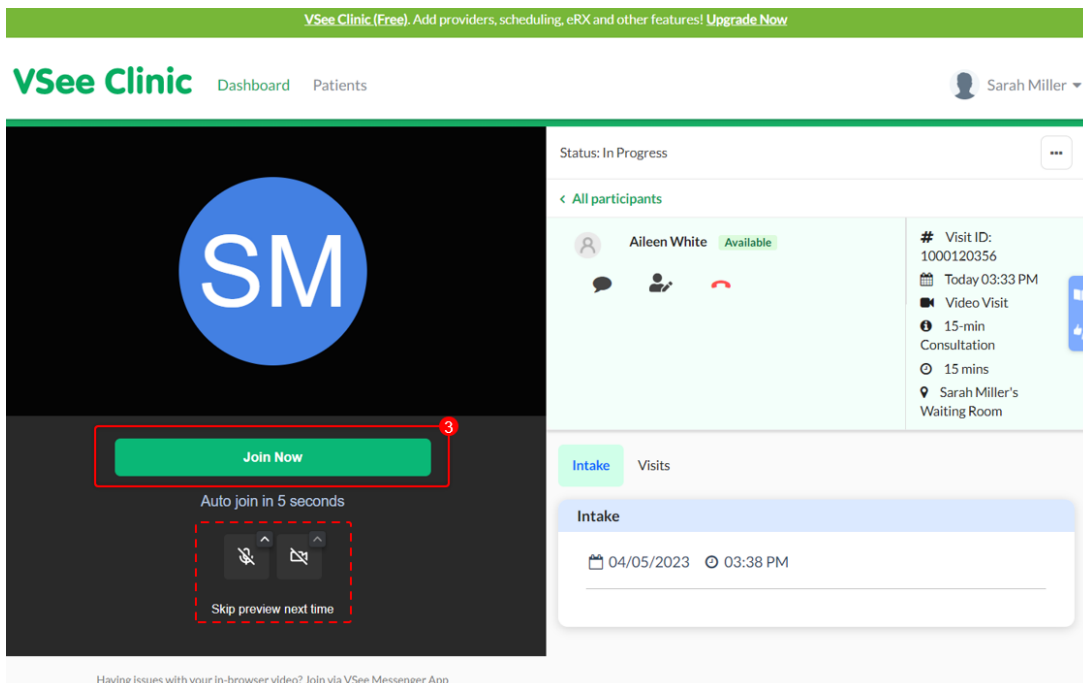 VSee Clinic (Free). Add providers, scheduling, eRX and other features! Upgrade Now
VSee Clinic Dashboard Patients Sarah Miller
SM
3
Join Now
Auto join in 5 seconds
Skip preview next time
Having issues with your in-browser video? Join via VSee Messenger App
Status: In Progress
All participants
Aileen White Available
# Visit ID:
1000120356
Today 03:33 PM
Video Visit
15-min
Consultation
15 mins
Sarah Miller's
Waiting Room
Intake Visits
Intake
04/05/2023 03:38 PM